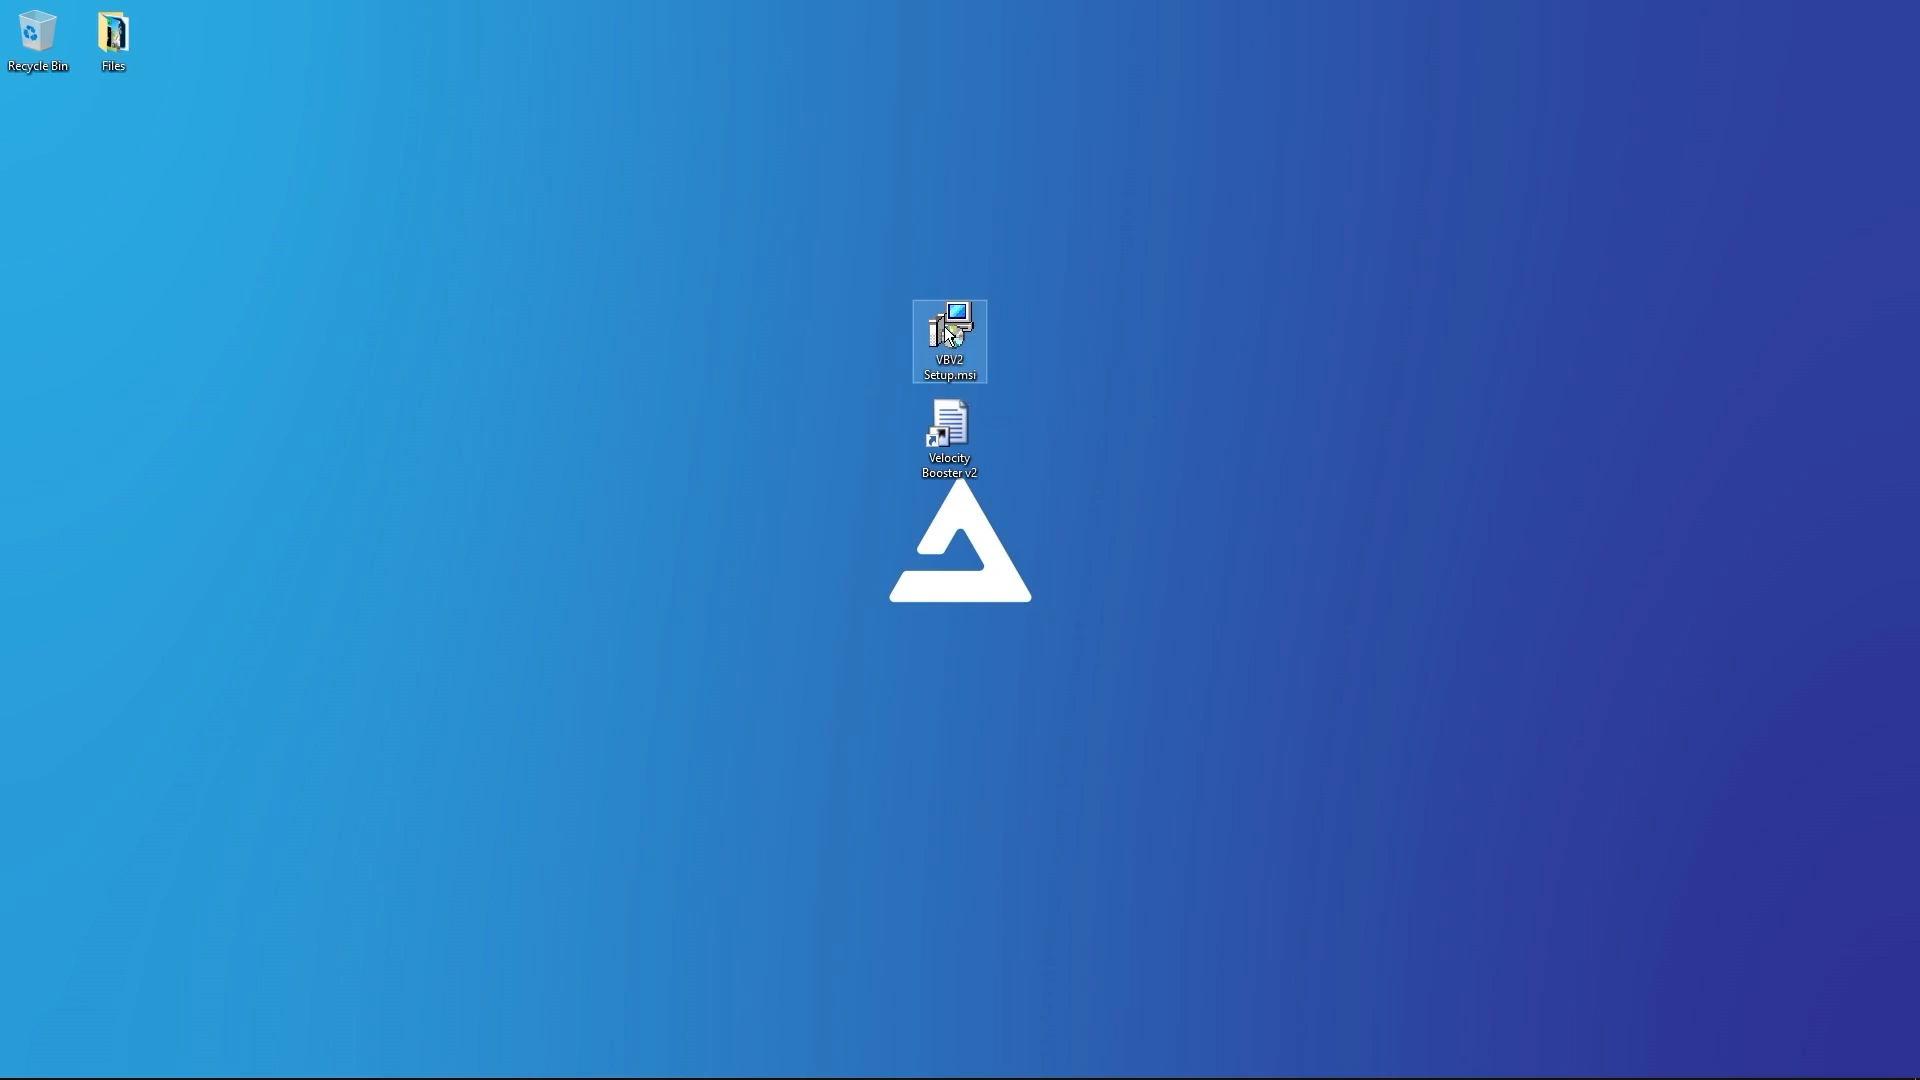 Recycle Bin
Files
VBV2
Setup.msi
Velocity
Booster v2